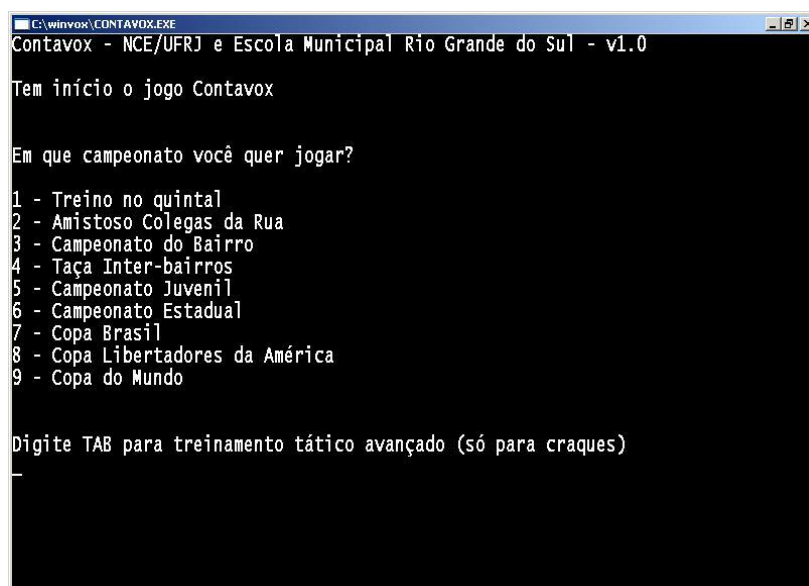 C:\winvox\CONTAVOX.EXE
Contavox - NCE/UFRJ e Escola Municipal Rio Grande do Sul - v1.0
Tem início o jogo Contavox
Em que campeonato você quer jogar?
1 - Treino no quintal
2 - Amistoso Colegas da Rua
3 - Campeonato do Bairro
4 - Taça Inter-bairros
5 - Campeonato Juvenil
6 - Campeonato Estadual
7 - Copa Brasil
8 - Copa Libertadores da América
9 - Copa do Mundo
Digite TAB para treinamento tático avançado (só para craques)